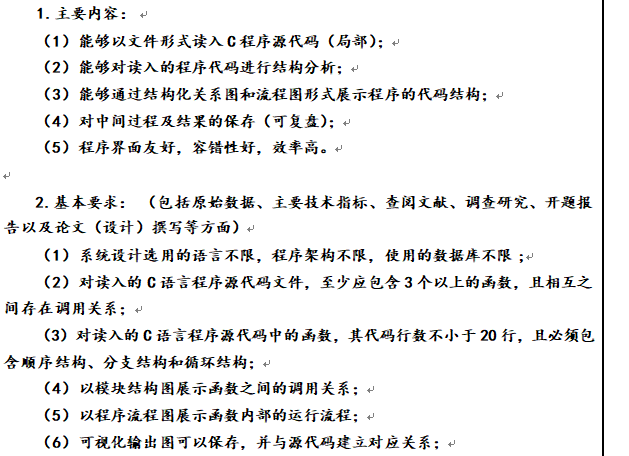 1.主要内容：
（1）能够以文件形式读入C程序源代码（局部）；
（2）能够对读入的程序代码进行结构分析；
（3）能够通过结构化关系图和流程图形式展示程序的代码结构；
（4）对中间过程及结果的保存（可复盘）；
（5）程序界面友好，容错性好，效率高。
2.基本要求：（包括原始数据、主要技术指标、查阅文献、调查研究、开题报
告以及论文（设计）撰写等方面）
（1）系统设计选用的语言不限，程序架构不限，使用的数据库不限；
（2）对读入的C语言程序源代码文件，至少应包含3个以上的函数，且相互之
间存在调用关系；
（3）对读入的C语言程序源代码中的函数，其代码行数不小于20行，且必须包
含顺序结构、分支结构和循环结构；
（4）以模块结构图展示函数之间的调用关系；
（5）以程序流程图展示函数内部的运行流程；
（6）可视化输出图可以保存，并与源代码建立对应关系；